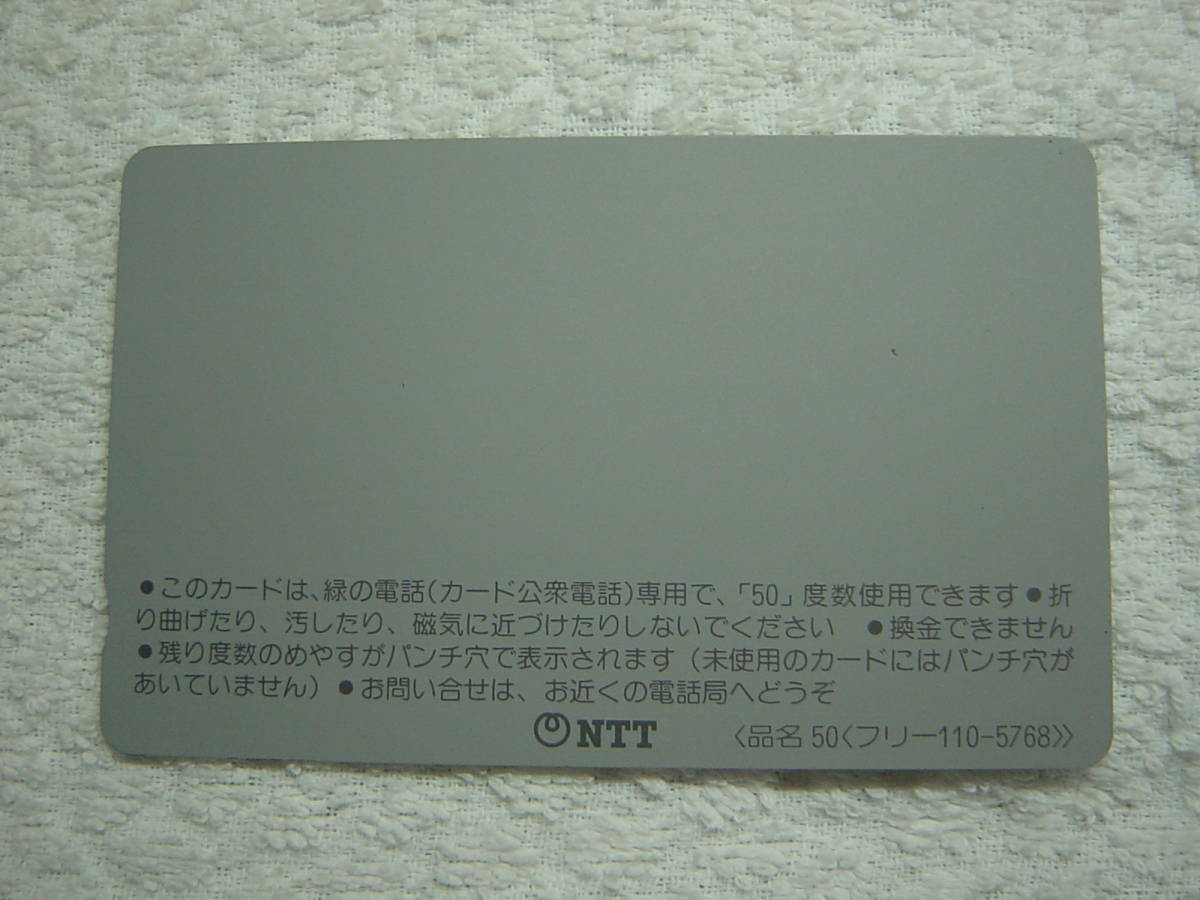 ●このカードは、緑の電話(カード公衆電話)専用で、「50」度数使用できます●折
り曲げたり、汚したり、磁気に近づけたりしないでください　●換金できません
●残り度数のめやすがパンチ穴で表示されます(未使用のカードにはパンチ穴が
あいていません)●お問い合せは、お近くの電話局へどうぞ
NTT　〈品名 50〈フリー110-5768〉〉